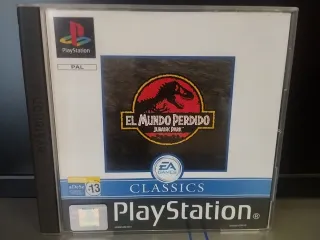 PlayStation
PAL
EL MUNDO PERDIDO
JURASSIC PARK
EA
CLASSICS
13
PlayStation